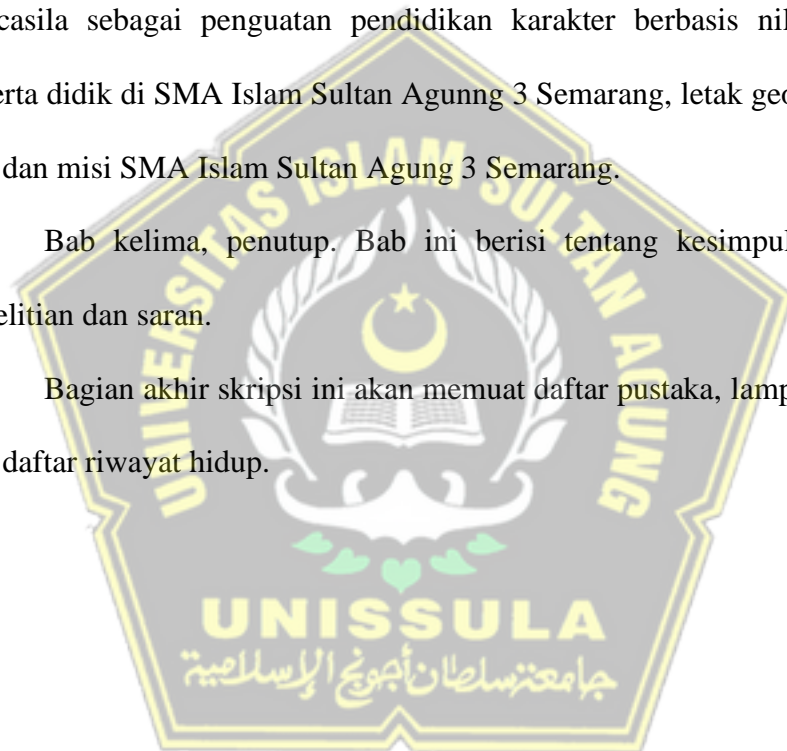 casila sebagai penguatan pendidikan karakter berbasis nil
erta didik di SMA Islam Sultan Agunng 3 Semarang, letak geo
dan misi SMA Islam Sultan Agung 3 Semarang.
Bab kelima, penutup. Bab ini berisi tentang kesimpul
elitian dan saran.
Bagian akhir skripsi ini akan memuat daftar pustaka, lamp
daftar riwayat hidup.
UNIVERSITAS ISLAM SULTAN AGUNG
UNISSULA
جامعة سلطان أجونج الإسلامية